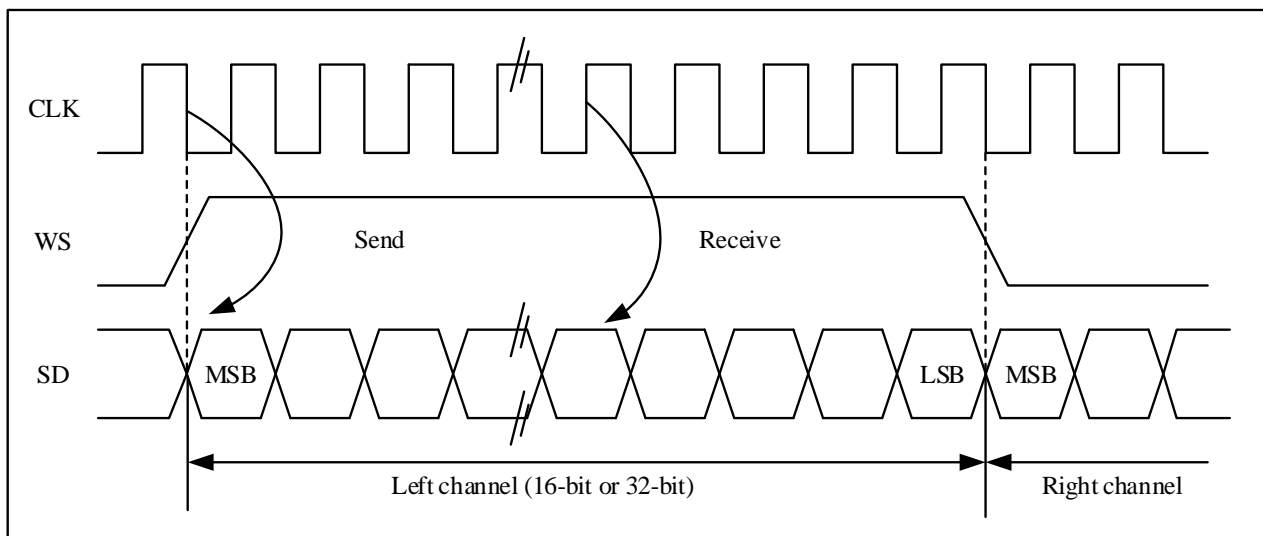 CLK
WS
Send
Receive
SD
MSB
LSB
MSB
Left channel (16-bit or 32-bit)
Right channel